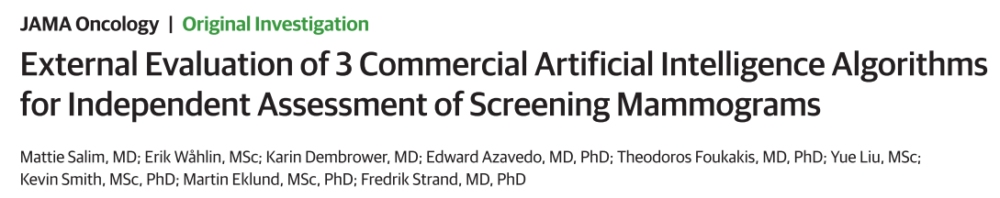 JAMA Oncology | Original Investigation
External Evaluation of 3 Commercial Artificial Intelligence Algorithms
for Independent Assessment of Screening Mammograms
Mattie Salim, MD; Erik Wåhlin, MSc; Karin Dembrower, MD; Edward Azavedo, MD, PhD; Theodoros Foukakis, MD, PhD; Yue Liu, MSc;
Kevin Smith, MSc, PhD; Martin Eklund, MSc, PhD; Fredrik Strand, MD, PhD